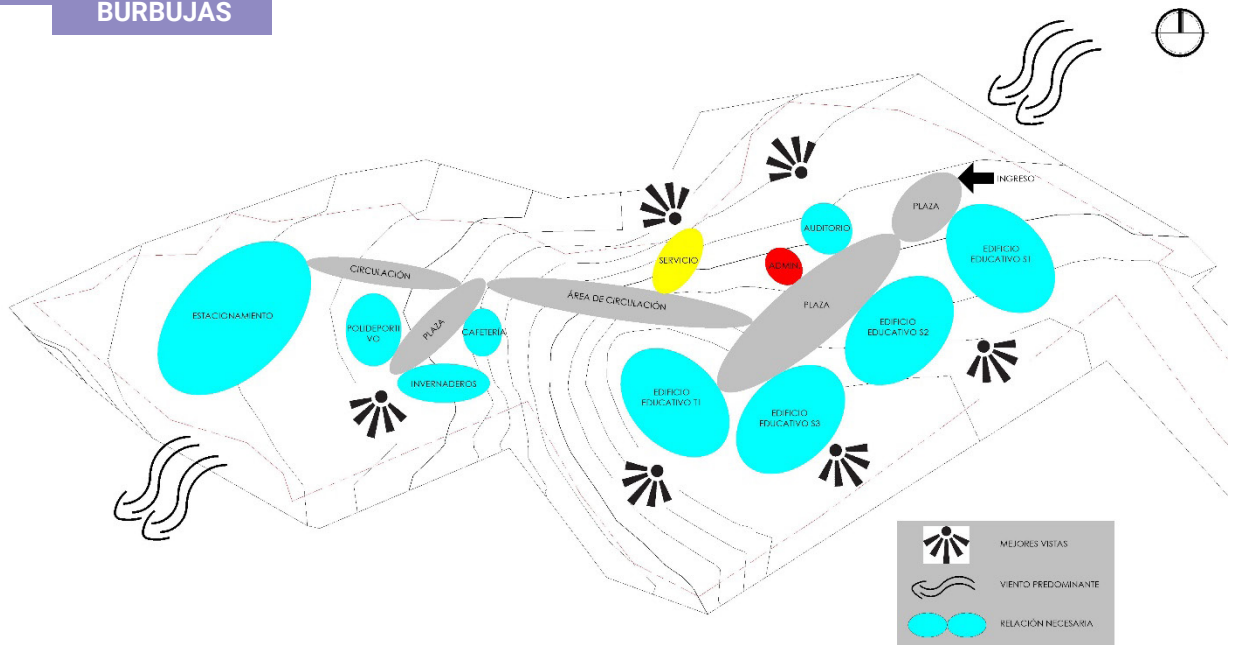 BURBUJAS
INGRESO
PLAZA
AUDITORIO
EDIFICIO
EDUCATIVO S1
SERVICIO
ADMIN.
CIRCULACIÓN
ÁREA DE CIRCULACIÓN
PLAZA
ESTACIONAMIENTO
POLIDEPORTI
VO
PLAZA
CAFETERÍA
EDIFICIO
EDUCATIVO S2
INVERNADEROS
EDIFICIO
EDUCATIVO T1
EDIFICIO
EDUCATIVO S3
MEJORES VISTAS
VIENTO PREDOMINANTE
RELACIÓN NECESARIA